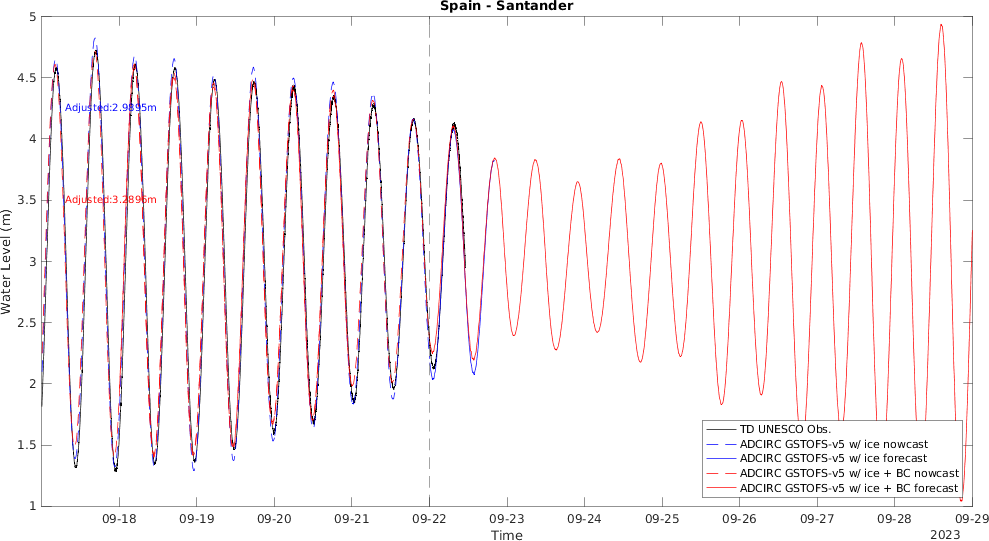 Spain - Santander
5
4.5
4
3.5
3
2.5
2
1.5
1
Water Level (m)
Adjusted:2.9895m
Adjusted:3.2896m
TD UNESCO Obs.
ADCIRC GSTOFS-v5 w/ ice nowcast
ADCIRC GSTOFS-v5 w/ ice forecast
ADCIRC GSTOFS-v5 w/ ice + BC nowcast
ADCIRC GSTOFS-v5 w/ ice + BC forecast
09-18 09-19 09-20 09-21 09-22 09-23 09-24 09-25 09-26 09-27 09-28 09-29
Time
2023